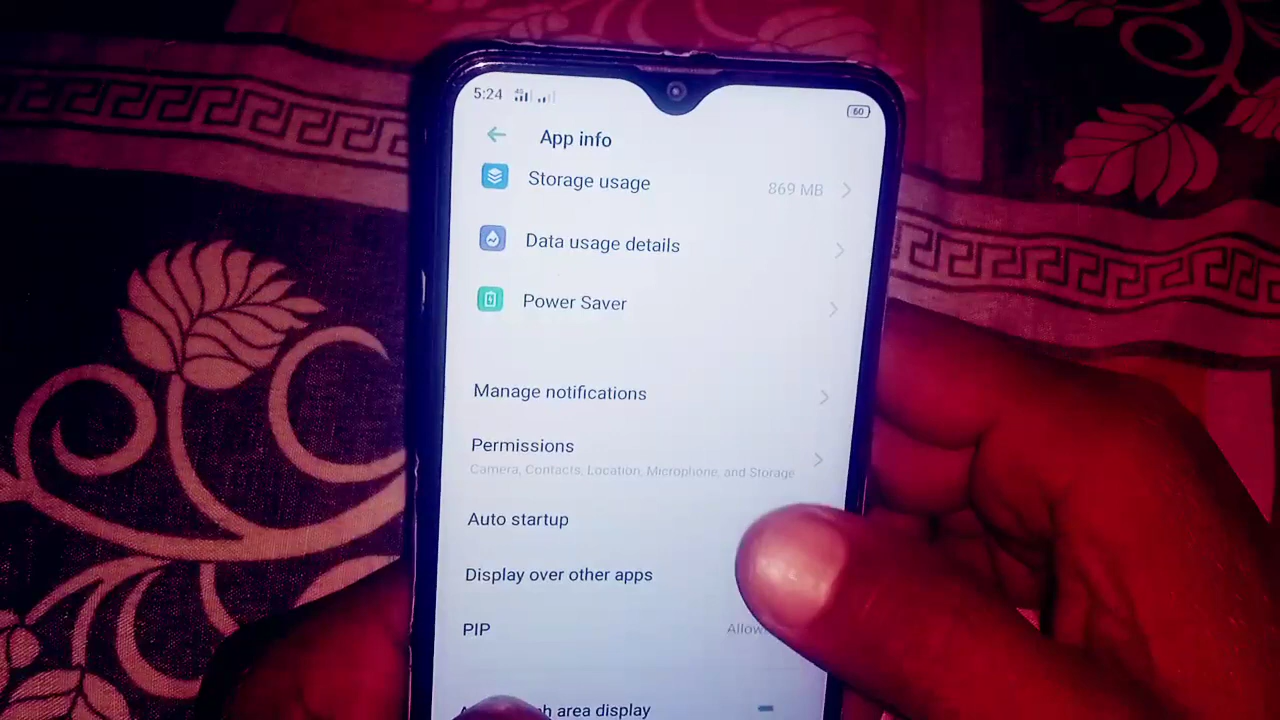 5:24 60
App info
Storage usage 869 MB
Data usage details
Power Saver
Manage notifications
Permissions
Camera, Contacts, Location, Microphone, and Storage
Auto startup
Display over other apps
PIP
area display